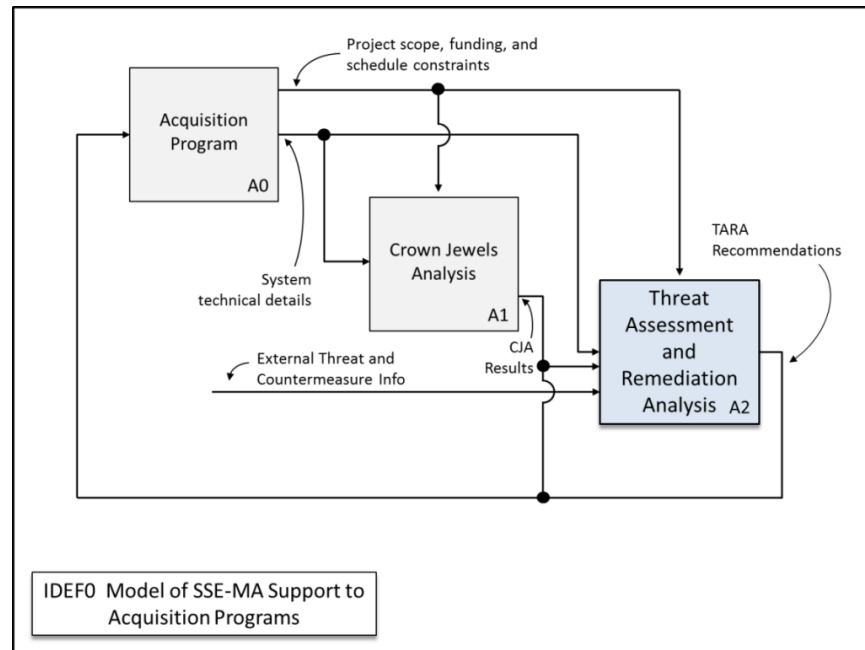 Project scope, funding, and
schedule constraints
Acquisition
Program
A0
System
technical details
Crown Jewels
Analysis
A1
CJA
Results
External Threat and
Countermeasure Info
TARA
Recommendations
Threat
Assessment
and
Remediation
Analysis A2
IDEF0 Model of SSE-MA Support to
Acquisition Programs